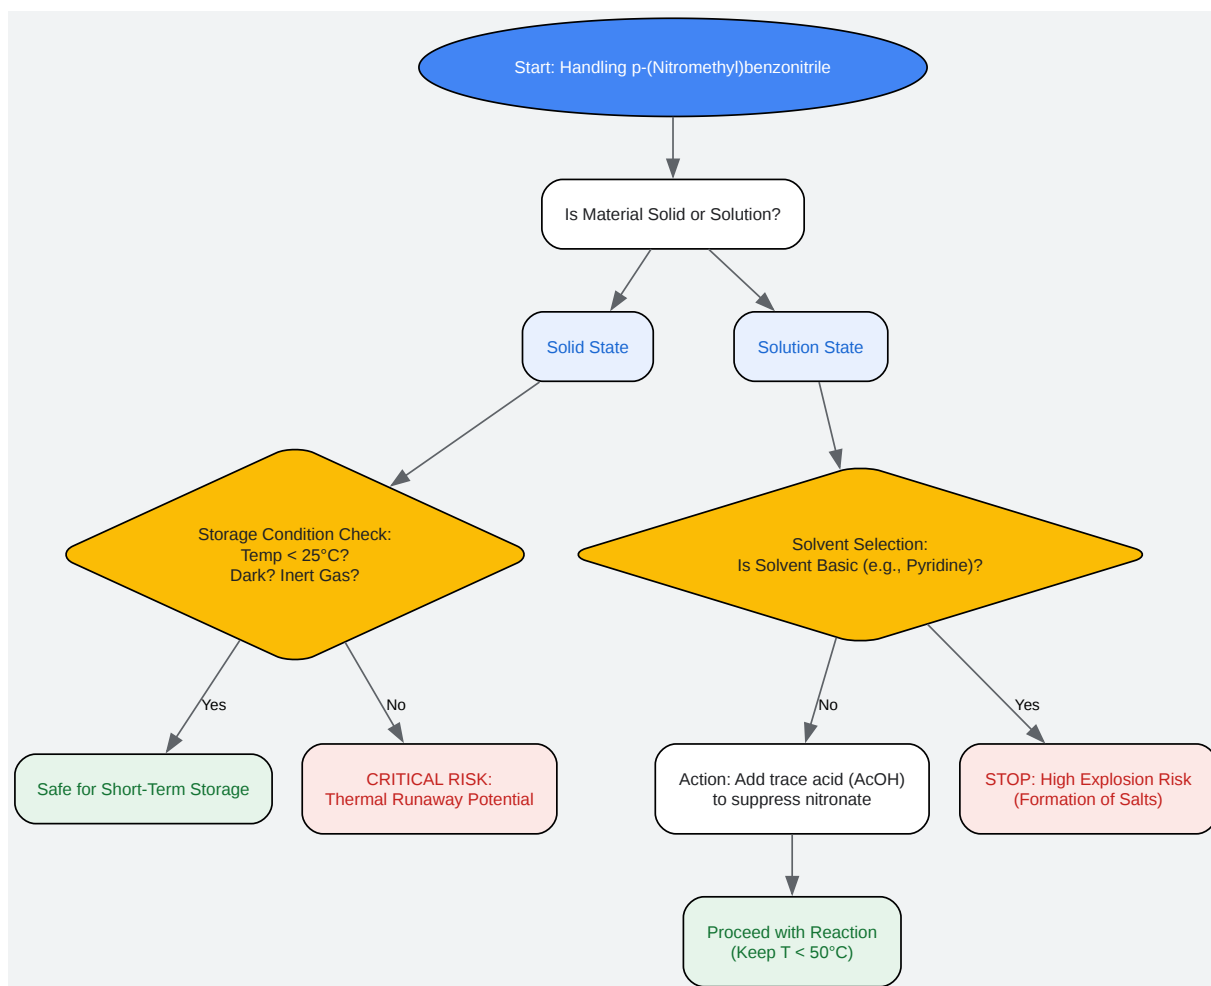 Start: Handling p-(Nitromethyl)benzonitrile
Is Material Solid or Solution?
Solid State
Solution State
Storage Condition Check:
Temp < 25°C?
Dark? Inert Gas?
Solvent Selection:
Is Solvent Basic (e.g., Pyridine)?
Yes
No
No
Yes
Safe for Short-Term Storage
CRITICAL RISK:
Thermal Runaway Potential
Action: Add trace acid (AcOH)
to suppress nitronate
STOP: High Explosion Risk
(Formation of Salts)
Proceed with Reaction
(Keep T < 50°C)